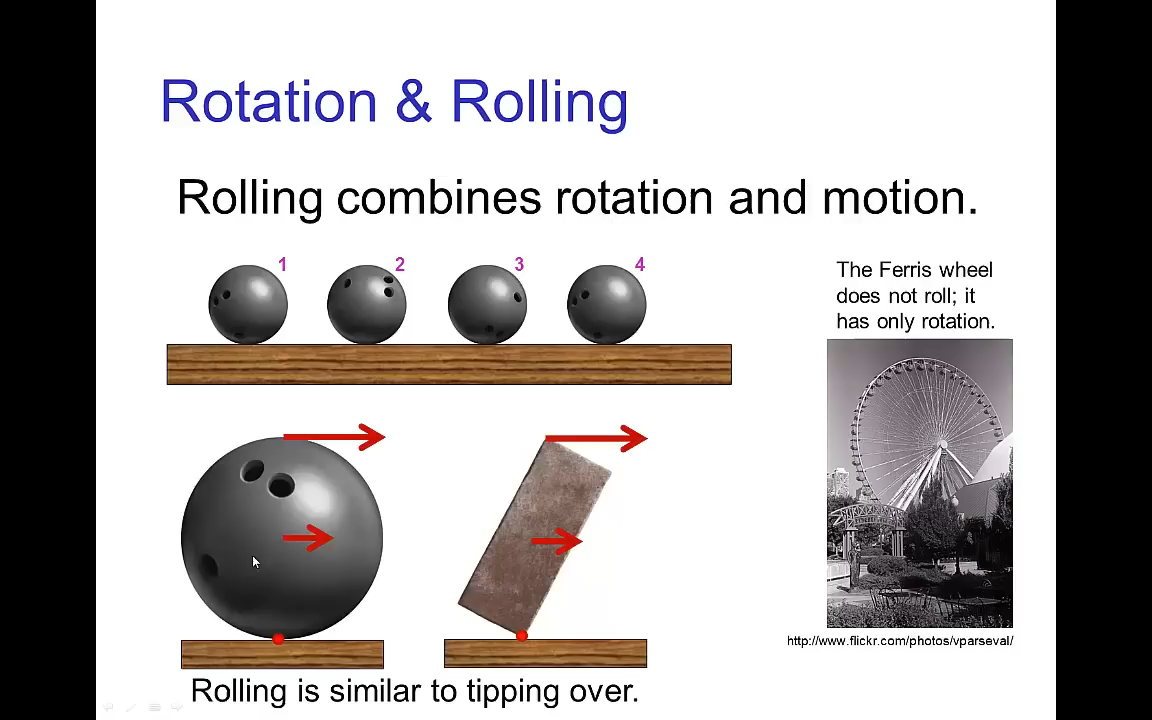 Rotation & Rolling
Rolling combines rotation and motion.
1 2 3 4
The Ferris wheel
does not roll; it
has only rotation.
http://www.flickr.com/photos/vparseval/
Rolling is similar to tipping over.